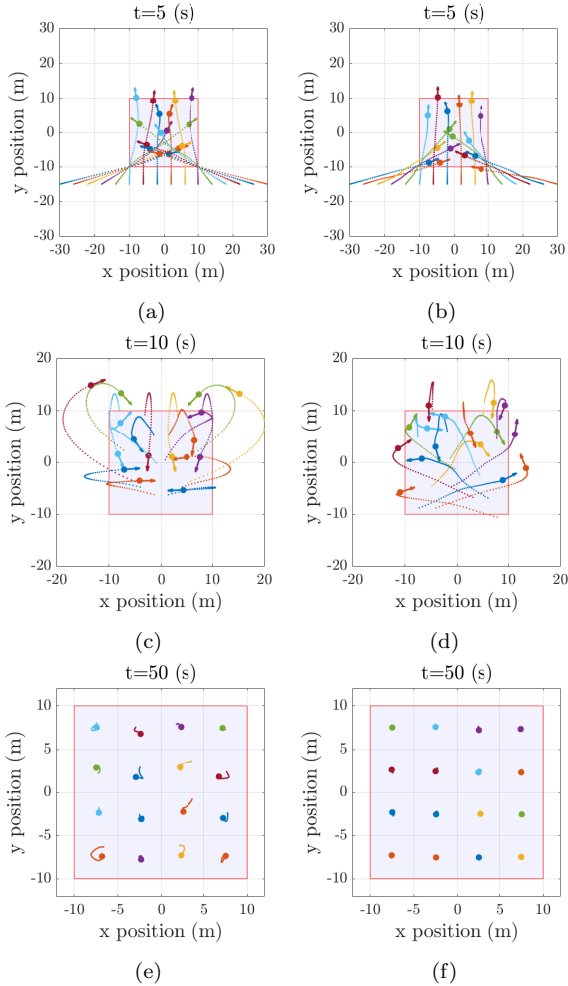 t=5 (s)
30
20
10
0
-10
-20
-30
y position (m)
-30 -20 -10 0 10 20 30
x position (m)
(a)
t=5 (s)
30
20
10
0
-10
-20
-30
y position (m)
-30 -20 -10 0 10 20 30
x position (m)
(b)
t=10 (s)
20
10
0
-10
-20
y position (m)
-20 -10 0 10 20
x position (m)
(c)
t=10 (s)
20
10
0
-10
-20
y position (m)
-20 -10 0 10 20
x position (m)
(d)
t=50 (s)
10
5
0
-5
-10
y position (m)
-10 -5 0 5 10
x position (m)
(e)
t=50 (s)
10
5
0
-5
-10
y position (m)
-10 -5 0 5 10
x position (m)
(f)